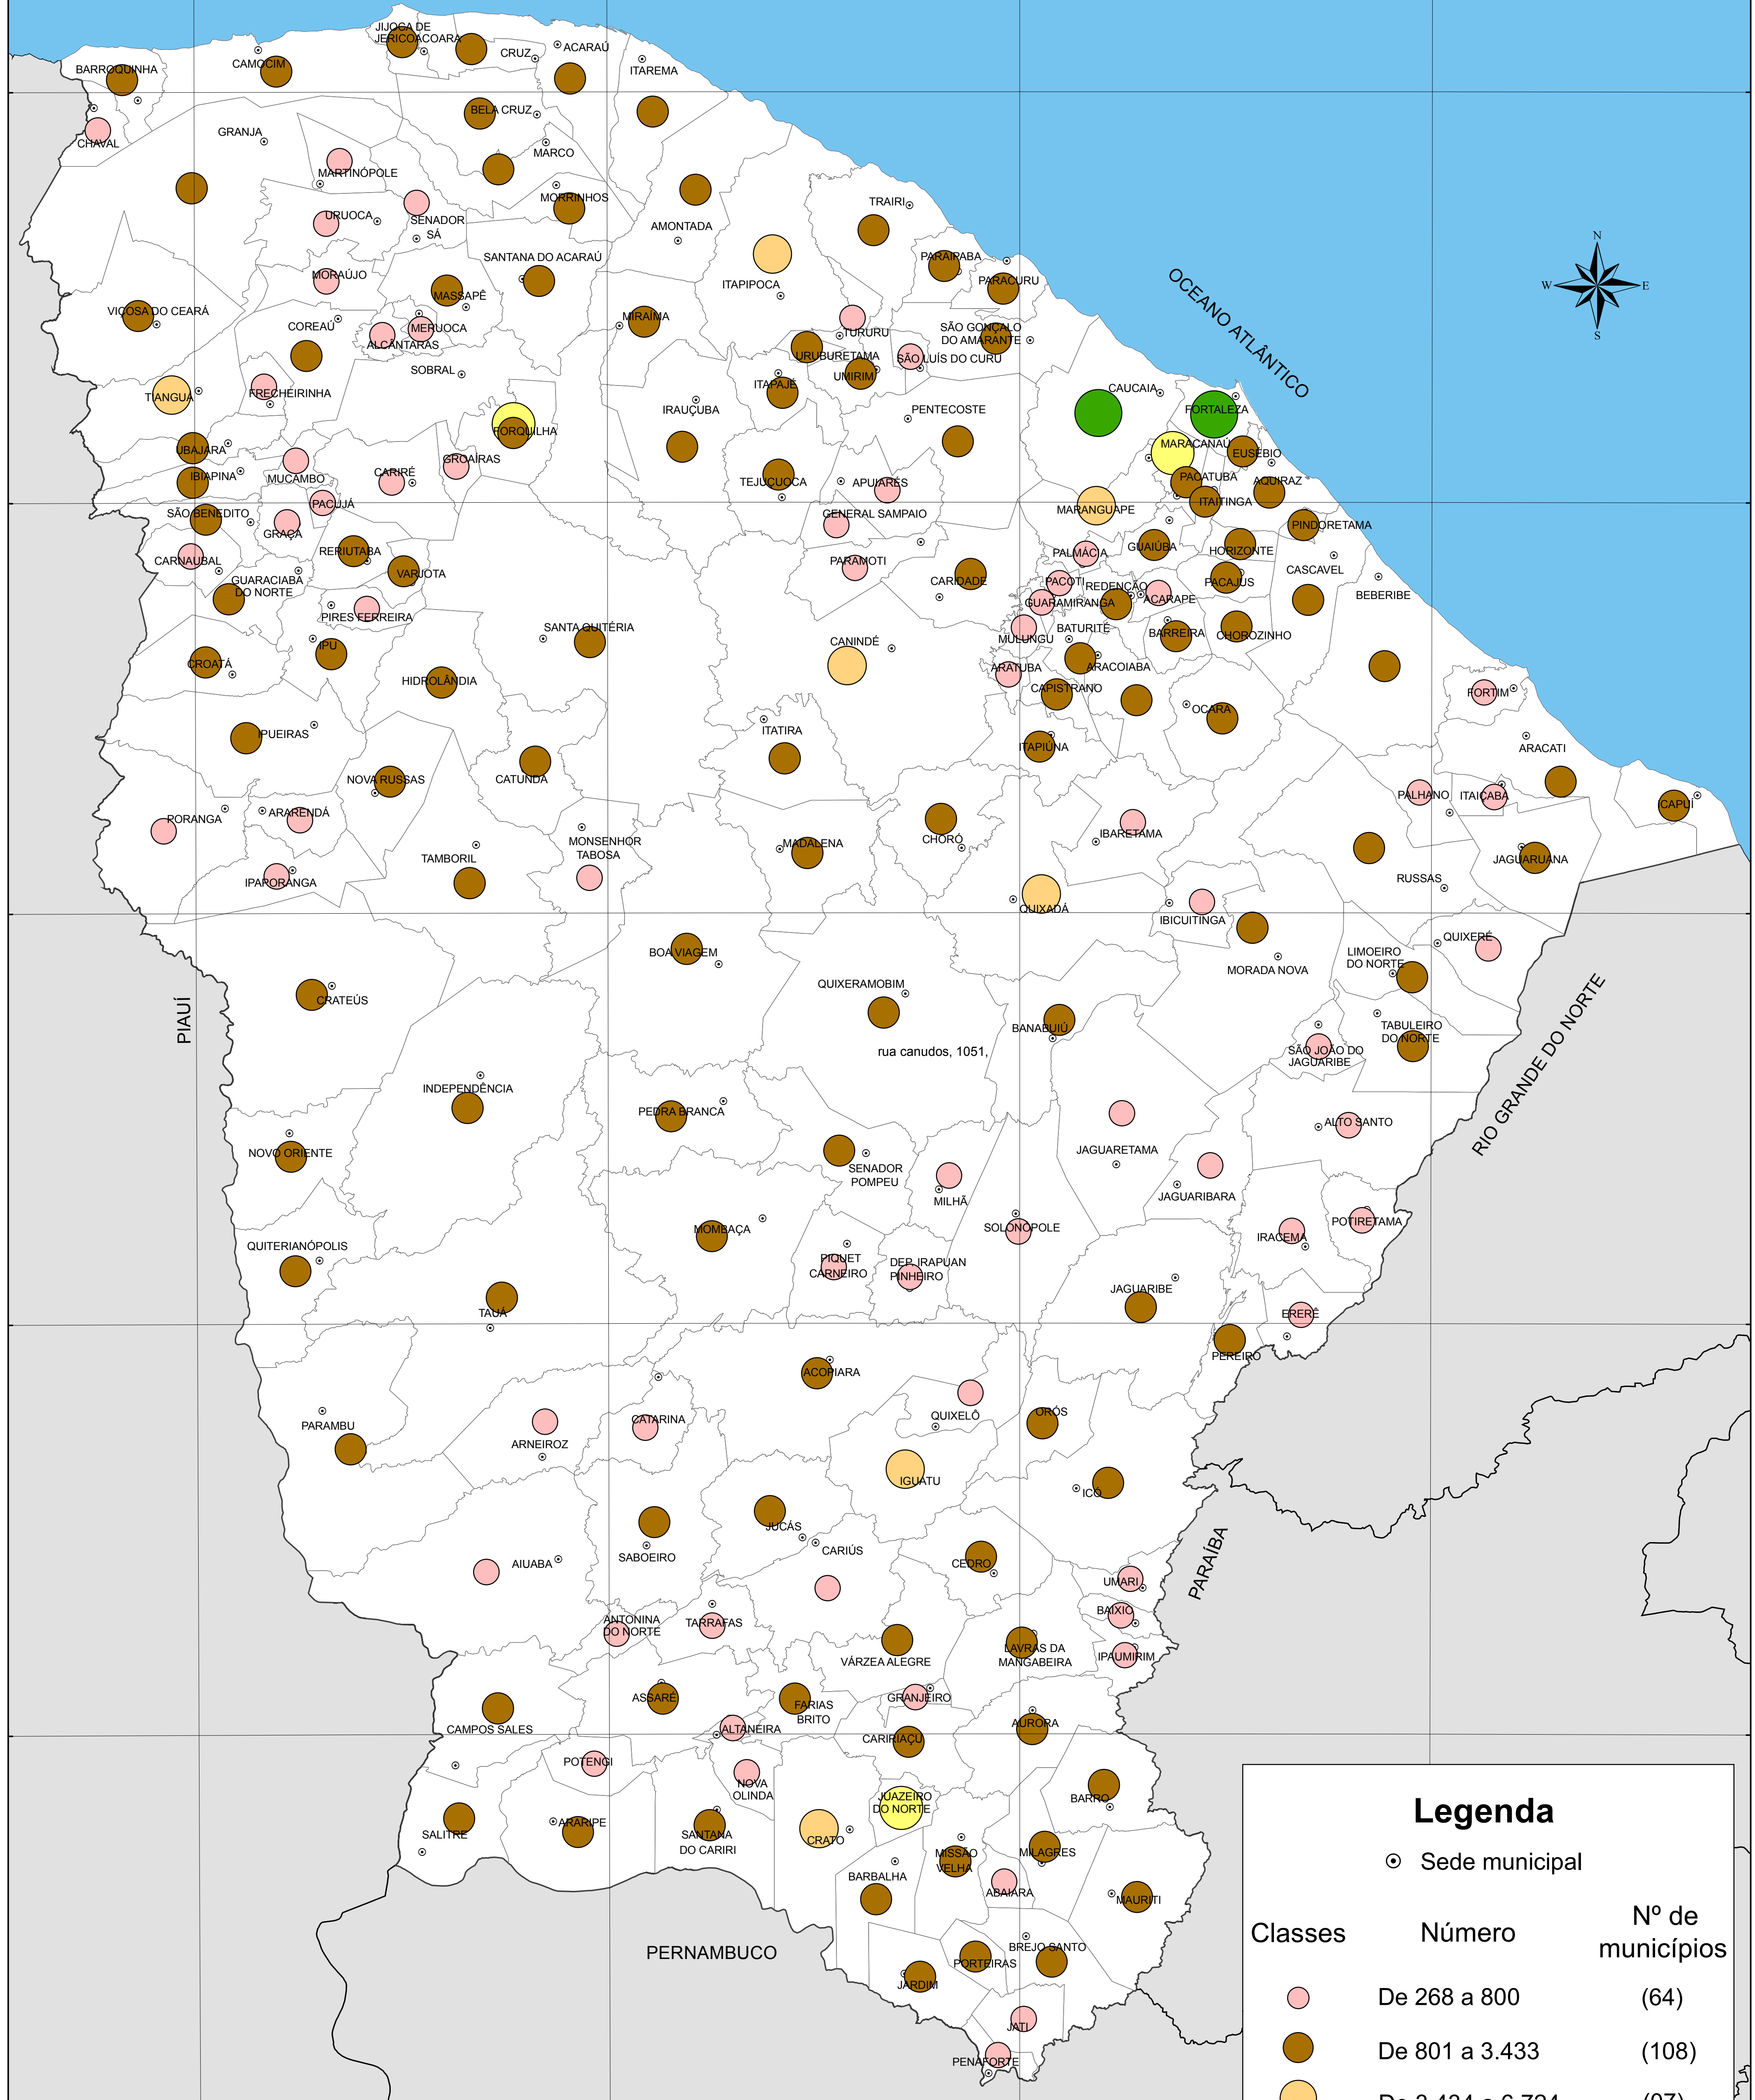 JIJOCA DE
JERICOACOARA
CRUZ
ACARAÚ
ITAREMA
BARROQUINHA
CAMOCIM
BELA CRUZ
CHAVAL
GRANJA
MARCO
MARTINÓPOLE
MORRINHOS
URUOCA
SENADOR
SÁ
AMONTADA
TRAIRI
SANTANA DO ACARAÚ
PARAIPABA
MORAÚJO
ITAPIPOCA
PARACURU
MASSAPÊ
VIÇOSA DO CEARÁ
MIRAÍMA
COREAÚ
MERUOCA
TURURU
SÃO GONÇALO
DO AMARANTE
ALCÂNTARAS
URUBURETAMA
SÃO LUÍS DO CURU
SOBRAL
UMIRIM
ITAPAJÉ
FRECHEIRINHA
TIANGUÁ
IRAUÇUBA
PENTECOSTE
CAUCAIA
FORTALEZA
OCEANO ATLÂNTICO
N
W
E
S
FORQUILHA
MARACANAÚ
UBAJARA
EUSÉBIO
GROAÍRAS
CARIRÉ
IBIAPINA
MUCAMBO
TEJUÇUOCA
APUIARÉS
PACATUBA
AQUIRAZ
PACUJÁ
ITAITINGA
MARANGUAPE
SÃO BENEDITO
GENERAL SAMPAIO
PINDORETAMA
GRAÇA
RERIUTABA
GUAIÚBA
HORIZONTE
PALMÁCIA
CARNAUBAL
PARAMOTI
CASCAVEL
VARJOTA
GUARACIABA
DO NORTE
CARIDADE
PACOTI
REDENÇÃO
PACAJUS
BEBERIBE
ACARAPE
GUARAMIRANGA
PIRES FERREIRA
SANTA QUITÉRIA
BATURITÉ
MULUNGU
BARREIRA
CHOROZINHO
CANINDÉ
IPU
CROATÁ
ARATUBA
ARACOIABA
HIDROLÂNDIA
CAPISTRANO
FORTIM
OCARA
IPUEIRAS
ITATIRA
ITAPIÚNA
ARACATI
NOVA RUSSAS
CATUNDA
PALHANO
ITAIÇABA
ICAPUÍ
PORANGA
ARARENDÁ
IBARETAMA
MONSENHOR
TABOSA
MADALENA
CHORÓ
TAMBORIL
JAGUARUANA
IPAPORANGA
RUSSAS
QUIXADÁ
IBICUITINGA
BOA VIAGEM
QUIXERÉ
LIMOEIRO
DO NORTE
MORADA NOVA
QUIXERAMOBIM
CRATEÚS
PIAUÍ
BANABUIÚ
TABULEIRO
DO NORTE
rua canudos, 1051,
SÃO JOÃO DO
JAGUARIBE
RIO GRANDE DO NORTE
INDEPENDÊNCIA
PEDRA BRANCA
ALTO SANTO
NOVO ORIENTE
JAGUARETAMA
SENADOR
POMPEU
JAGUARIBARA
MILHÃ
MOMBAÇA
SOLONOPOLE
POTIRETAMA
IRACEMA
QUITERIANÓPOLIS
PIQUET
CARNEIRO
DEP. IRAPUAN
PINHEIRO
JAGUARIBE
TAUÁ
ERERÊ
PEREIRO
ACOPIARA
PARAMBU
CATARINA
QUIXELÔ
ORÓS
ARNEIROZ
IGUATU
ICÓ
JUCÁS
CARIÚS
SABOEIRO
AIUABA
CEDRO
PARAÍBA
UMARI
BAIXIO
ANTONINA
DO NORTE
TARRAFAS
LAVRAS DA
MANGABEIRA
IPAUMIRIM
VÁRZEA ALEGRE
ASSARÉ
FARIAS
BRITO
GRANJEIRO
CAMPOS SALES
ALTANEIRA
AURORA
CARIRIAÇU
POTENGI
NOVA
OLINDA
JUAZEIRO
DO NORTE
BARRO
SALITRE
ARARIPE
SANTANA
DO CARIRI
CRATO
MISSÃO
VELHA
MILAGRES
BARBALHA
ABAIARA
MAURITI
PERNAMBUCO
BREJO SANTO
PORTEIRAS
JARDIM
JATI
PENAFORTE
Legenda
Sede municipal
Classes
Número
Nº de
municípios
De 268 a 800
(64)
De 801 a 3.433
(108)
De 3.434 a 6.724
(07)